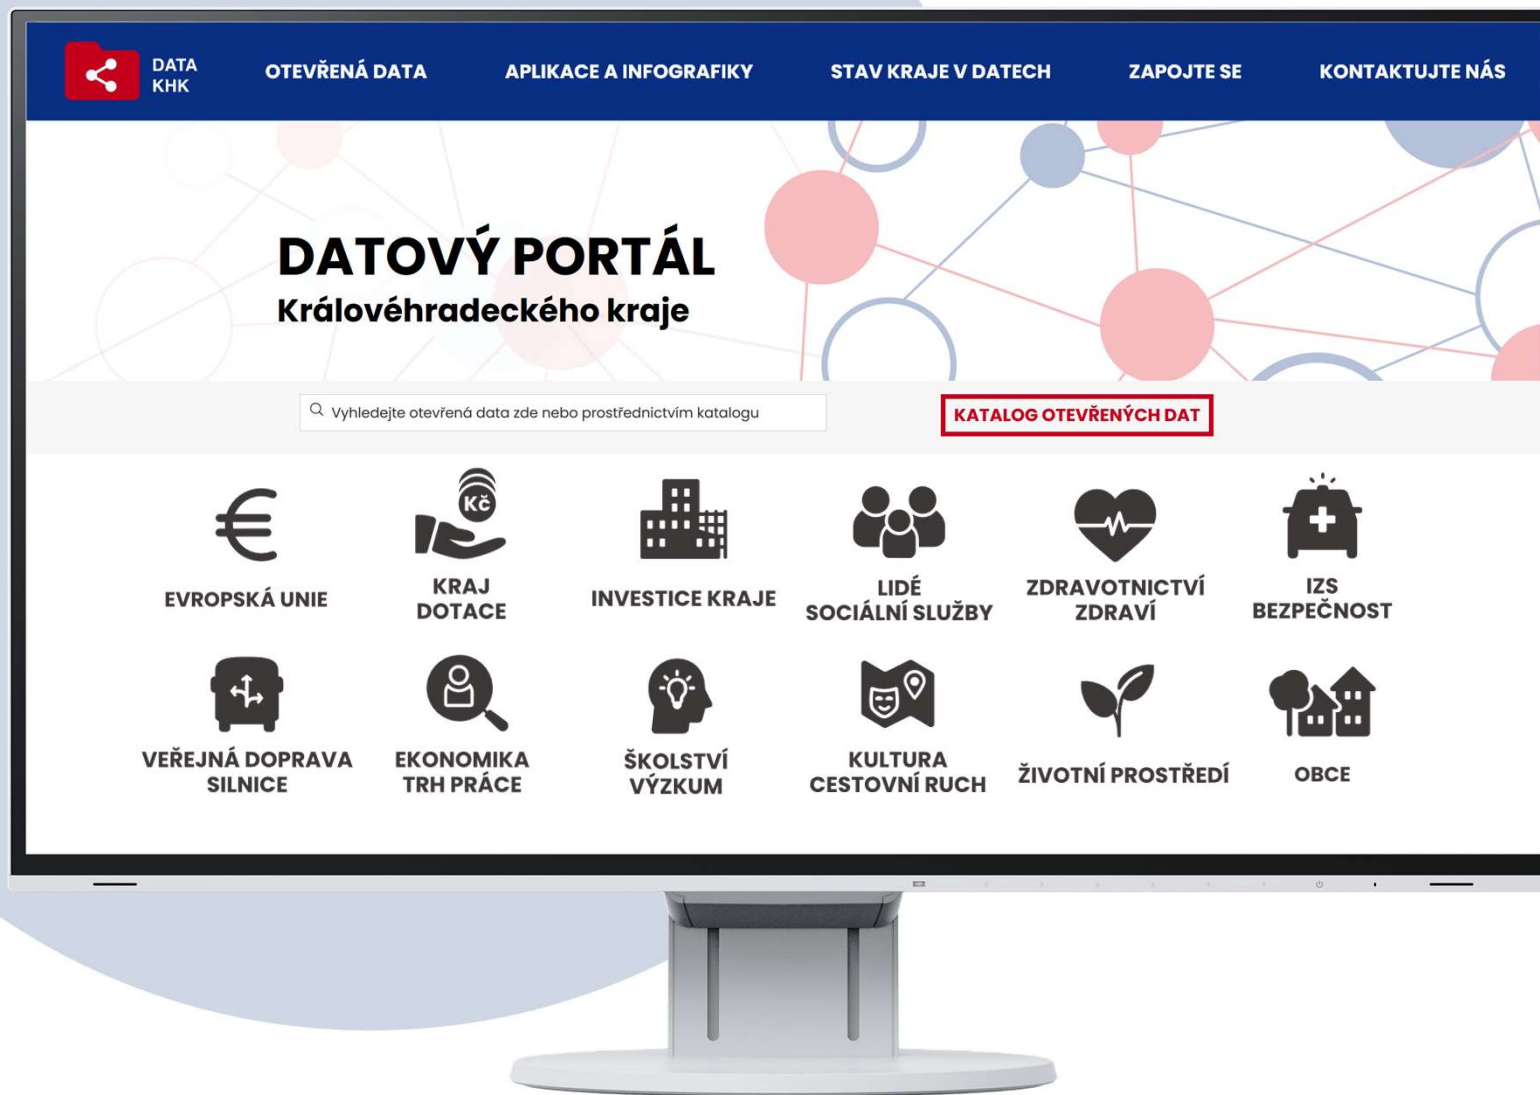 DATA
KHK
OTEVŘENÁ DATA
APLIKACE A INFOGRAFIKY
STAV KRAJE V DATECH
ZAPOJTE SE
KONTAKTUJTE NÁS
DATOVÝ PORTÁL
Královéhradeckého kraje
Vyhledejte otevřená data zde nebo prostřednictvím katalogu
KATALOG OTEVŘENÝCH DAT
Kč
EVROPSKÁ UNIE
KRAJ
DOTACE
INVESTICE KRAJE
LIDÉ
SOCIÁLNÍ SLUŽBY
ZDRAVOTNICTVÍ
ZDRAVÍ
IZS
BEZPEČNOST
VEŘEJNÁ DOPRAVA
SILNICE
EKONOMIKA
TRH PRÁCE
ŠKOLSTVÍ
VÝZKUM
KULTURA
CESTOVNÍ RUCH
ŽIVOTNÍ PROSTŘEDÍ
OBCE